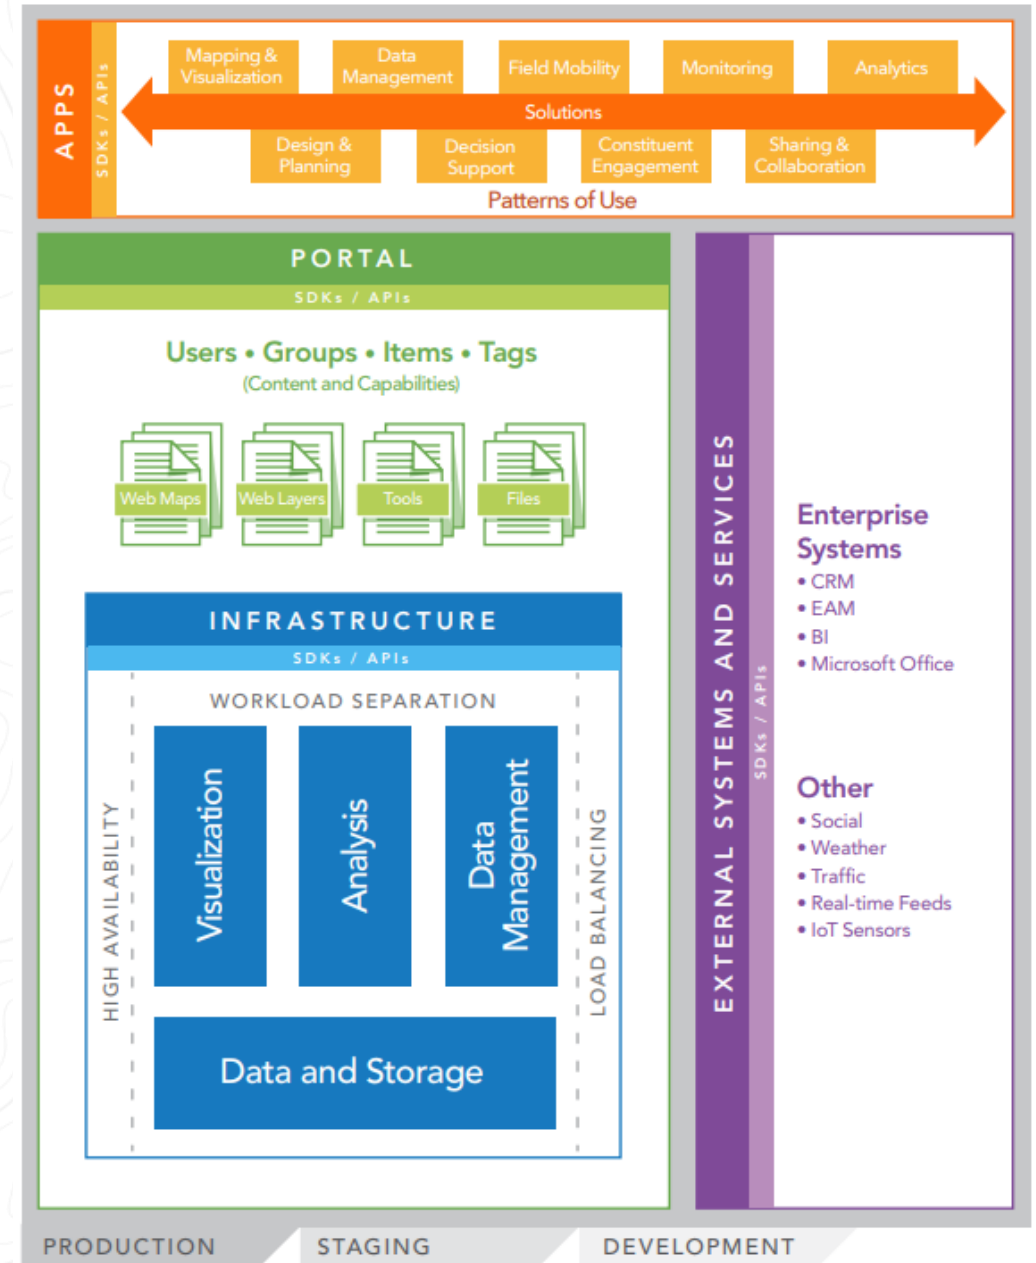 APPS
SDKs / APIs
Mapping &
Visualization
Data
Management
Field Mobility
Monitoring
Analytics
Solutions
Design &
Planning
Decision
Support
Constituent
Engagement
Sharing &
Collaboration
Patterns of Use
PORTAL
SDKs / APIs
Users • Groups • Items • Tags
(Content and Capabilities)
Web Maps
Web Layers
Tools
Files
INFRASTRUCTURE
SDKs / APIs
WORKLOAD SEPARATION
HIGH AVAILABILITY
Visualization
Analysis
Data
Management
LOAD BALANCING
Data and Storage
EXTERNAL SYSTEMS AND SERVICES
SDKs / APIs
Enterprise
Systems
• CRM
• EAM
• BI
• Microsoft Office
Other
• Social
• Weather
• Traffic
• Real-time Feeds
• IoT Sensors
PRODUCTION
STAGING
DEVELOPMENT